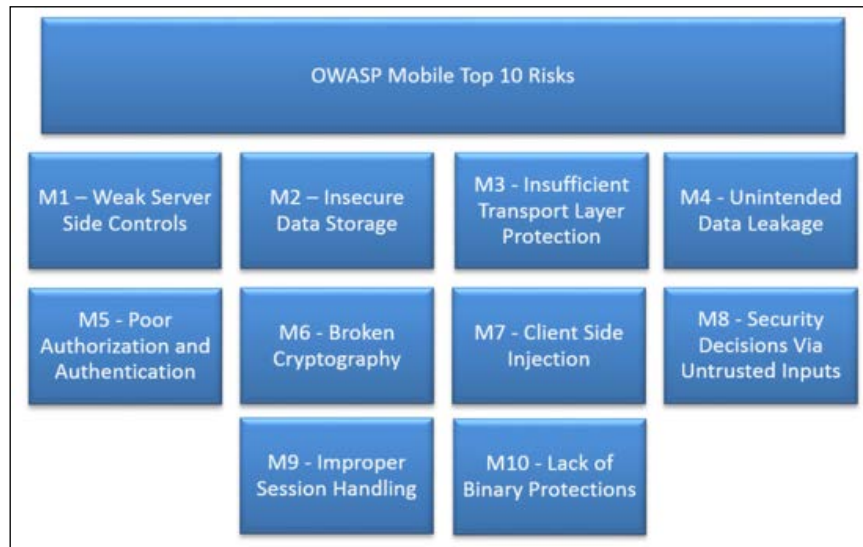 OWASP Mobile Top 10 Risks
M1 – Weak Server
Side Controls
M2 – Insecure
Data Storage
M3 - Insufficient
Transport Layer
Protection
M4 - Unintended
Data Leakage
M5 - Poor
Authorization and
Authentication
M6 - Broken
Cryptography
M7 - Client Side
Injection
M8 - Security
Decisions Via
Untrusted Inputs
M9 - Improper
Session Handling
M10 - Lack of
Binary Protections